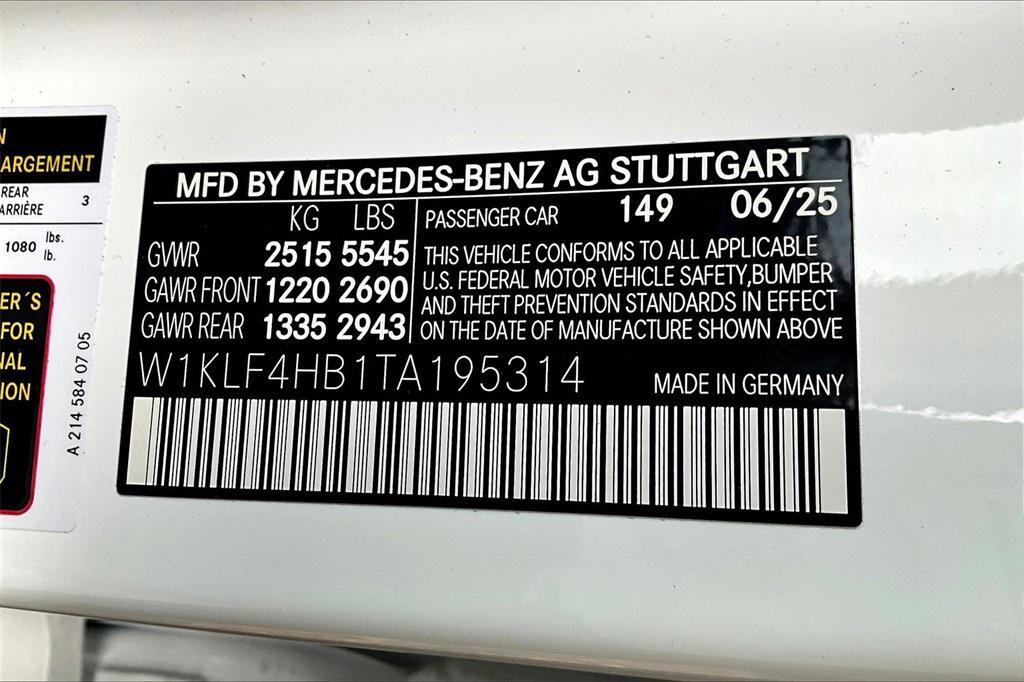 N
ARGEMENT
REAR
ARRIÈRE 3
1080 lbs.
lb.
ER´S
FOR
NAL
ION
A 214 584 07 05
MFD BY MERCEDES-BENZ AG STUTTGART
KG LBS
GVWR 2515 5545
GAWR FRONT 1220 2690
GAWR REAR 1335 2943
PASSENGER CAR 149 06/25
THIS VEHICLE CONFORMS TO ALL APPLICABLE
U.S. FEDERAL MOTOR VEHICLE SAFETY,BUMPER
AND THEFT PREVENTION STANDARDS IN EFFECT
ON THE DATE OF MANUFACTURE SHOWN ABOVE
W1KLF4HB1TA195314
MADE IN GERMANY